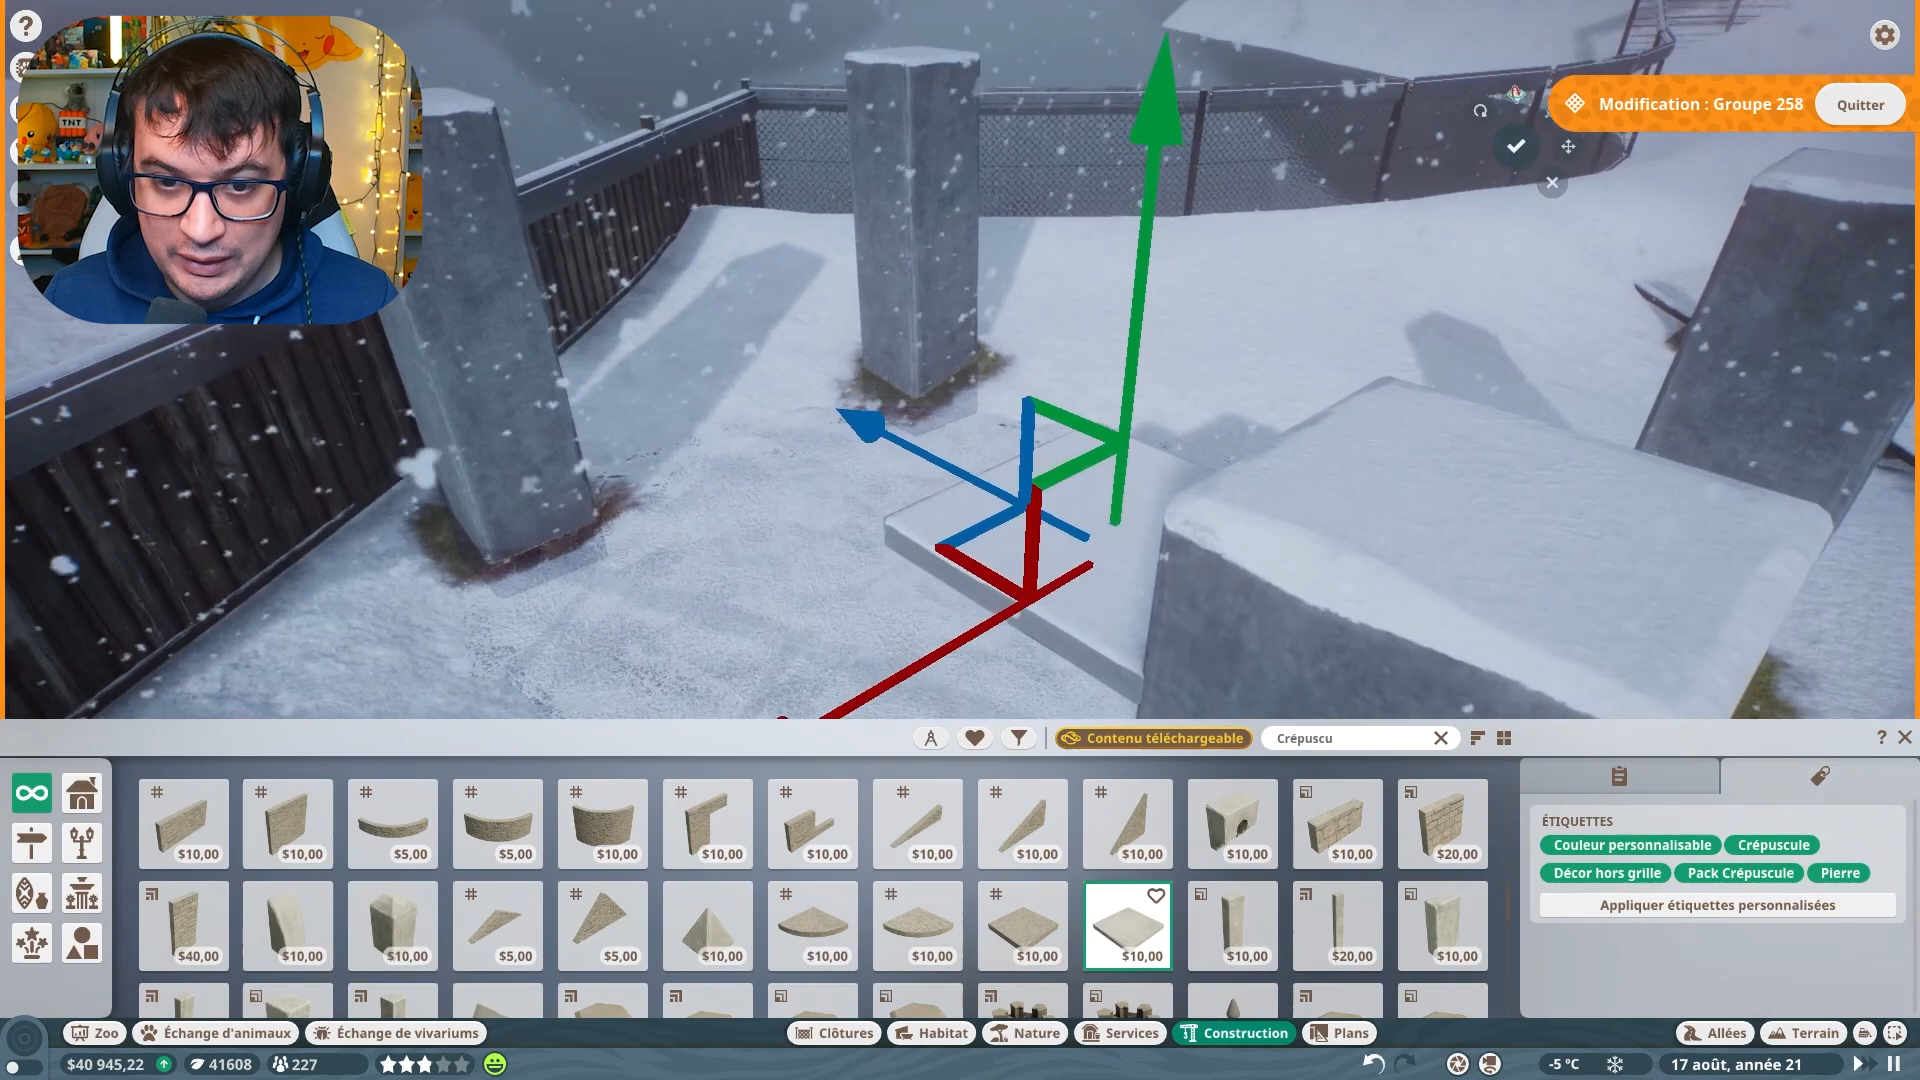 ?
TNT
Modification : Groupe 258
Quitter
Contenu téléchargeable
Crépuscu
?
$10,00 $10,00 $5,00 $5,00 $10,00 $10,00 $10,00 $10,00 $10,00 $10,00 $10,00 $10,00 $20,00
$40,00 $10,00 $10,00 $5,00 $5,00 $10,00 $10,00 $10,00 $10,00 $10,00 $10,00 $20,00 $10,00
ÉTIQUETTES
Couleur personnalisable Crépuscule
Décor hors grille Pack Crépuscule Pierre
Appliquer étiquettes personnalisées
Zoo Échange d'animaux Échange de vivariums Clôtures Habitat Nature Services Construction Plans Allées Terrain
$40 945,22 41608 227 -5 °C 17 août, année 21